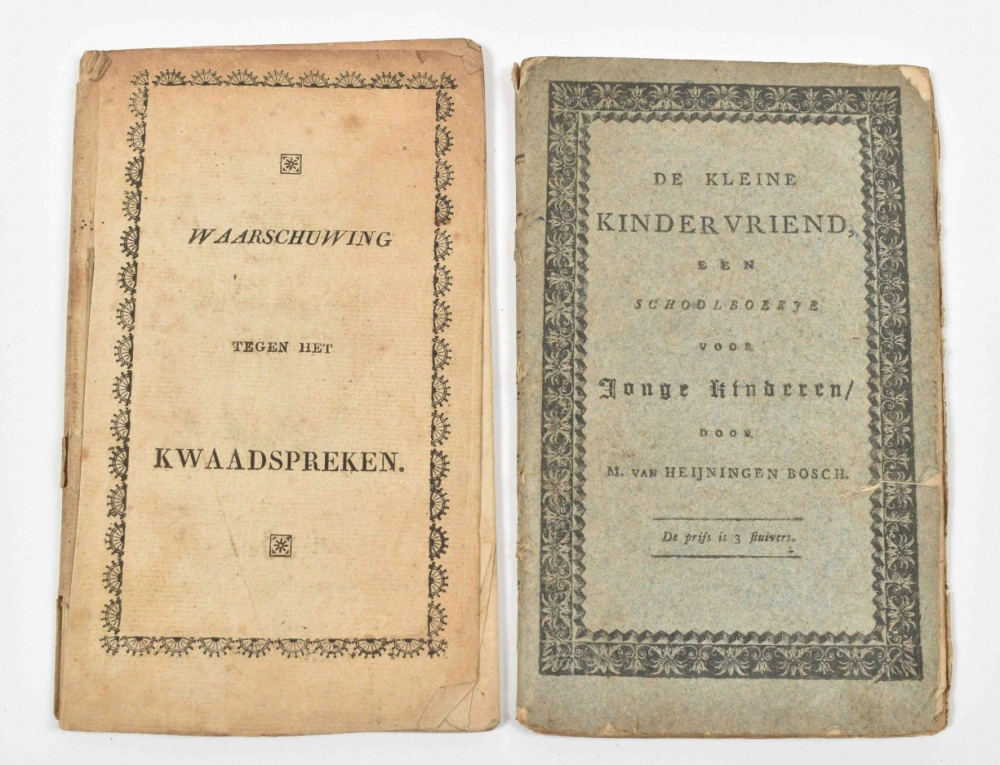 WAARSCHUWING
TEGEN HET
KWAADSPREKEN.
DE KLEINE
KINDERVRIEND,
EEN
SCHOOLBOEKJE
VOOR
Jonge Kinderen/
DOOR
M. VAN HEIJNINGEN BOSCH.
De prijs is 3 ſtuivers.